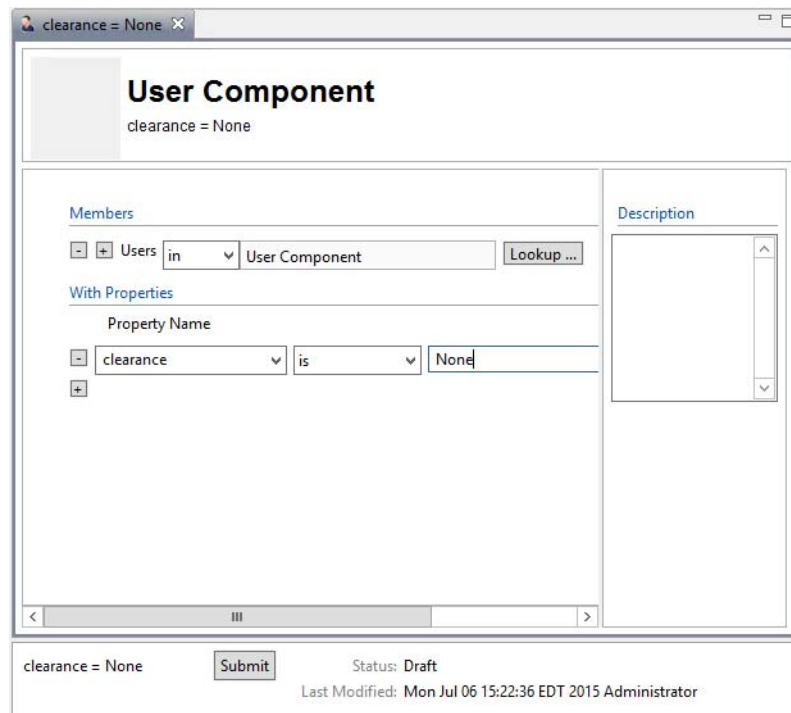 clearance = None
User Component
clearance = None
Members
- + Users in User Component Lookup ...
With Properties
Property Name
- clearance is None
+
Description
clearance = None Submit Status: Draft
Last Modified: Mon Jul 06 15:22:36 EDT 2015 Administrator